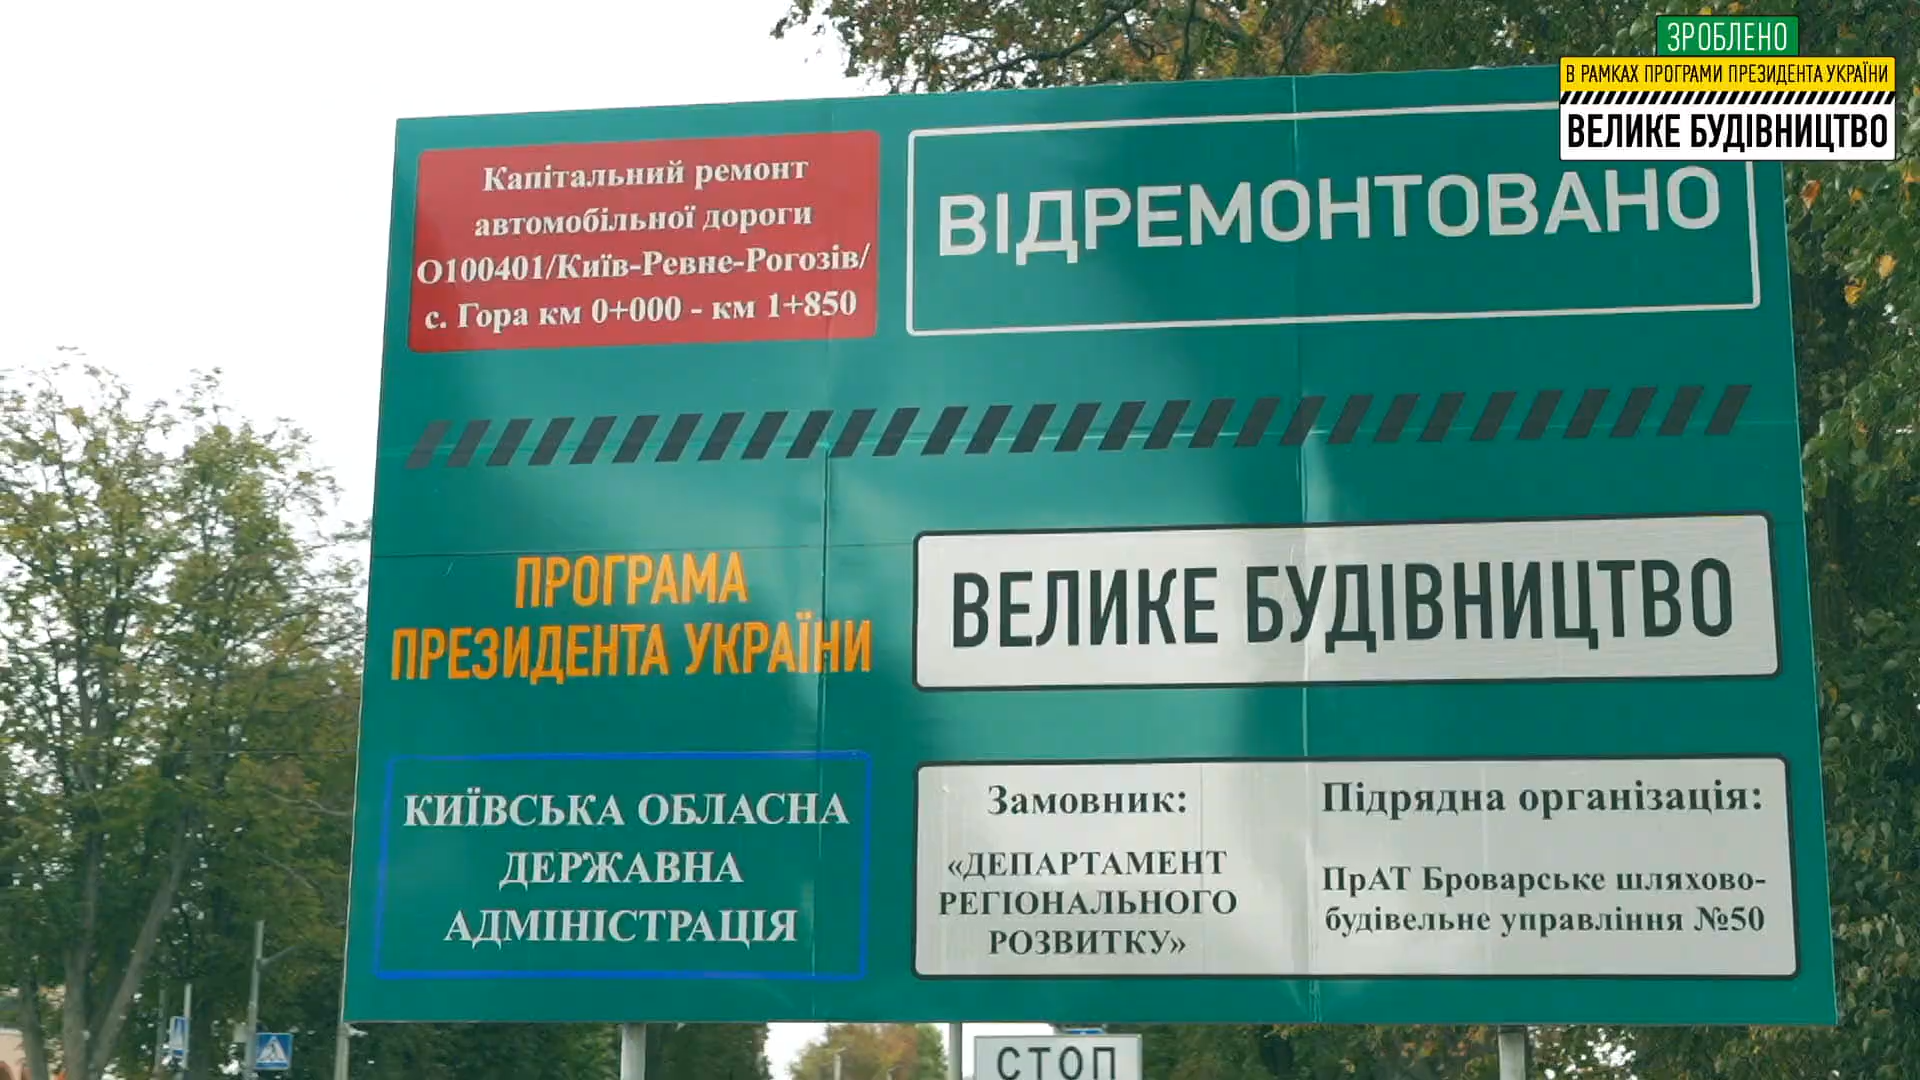 ЗРОБЛЕНО
В РАМКАХ ПРОГРАМИ ПРЕЗИДЕНТА УКРАЇНИ
ВЕЛИКЕ БУДІВНИЦТВО
Капітальний ремонт
автомобільної дороги
О100401/Київ-Ревне-Рогозів/
с. Гора км 0+000 - км 1+850
ВІДРЕМОНТОВАНО
ПРОГРАМА
ПРЕЗИДЕНТА УКРАЇНИ
ВЕЛИКЕ БУДІВНИЦТВО
КИЇВСЬКА ОБЛАСНА
ДЕРЖАВНА
АДМІНІСТРАЦІЯ
Замовник:
«ДЕПАРТАМЕНТ
РЕГІОНАЛЬНОГО
РОЗВИТКУ»
Підрядна організація:
ПрАТ Броварське шляхово-
будівельне управління №50
СТОП